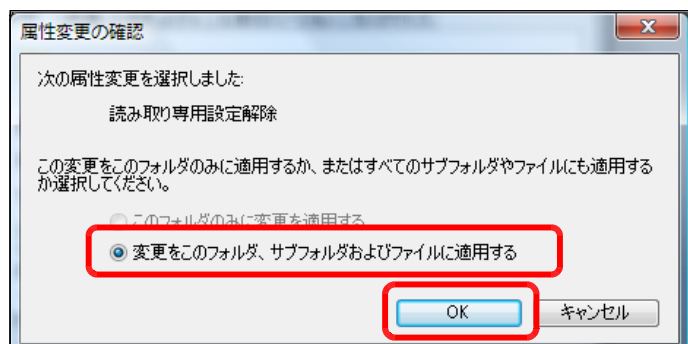 属性変更の確認
次の属性変更を選択しました:
読み取り専用設定解除
この変更をこのフォルダのみに適用するか、またはすべてのサブフォルダやファイルにも適用する
か選択してください。
このフォルダのみに変更を適用する
変更をこのフォルダ、サブフォルダおよびファイルに適用する
OK キャンセル